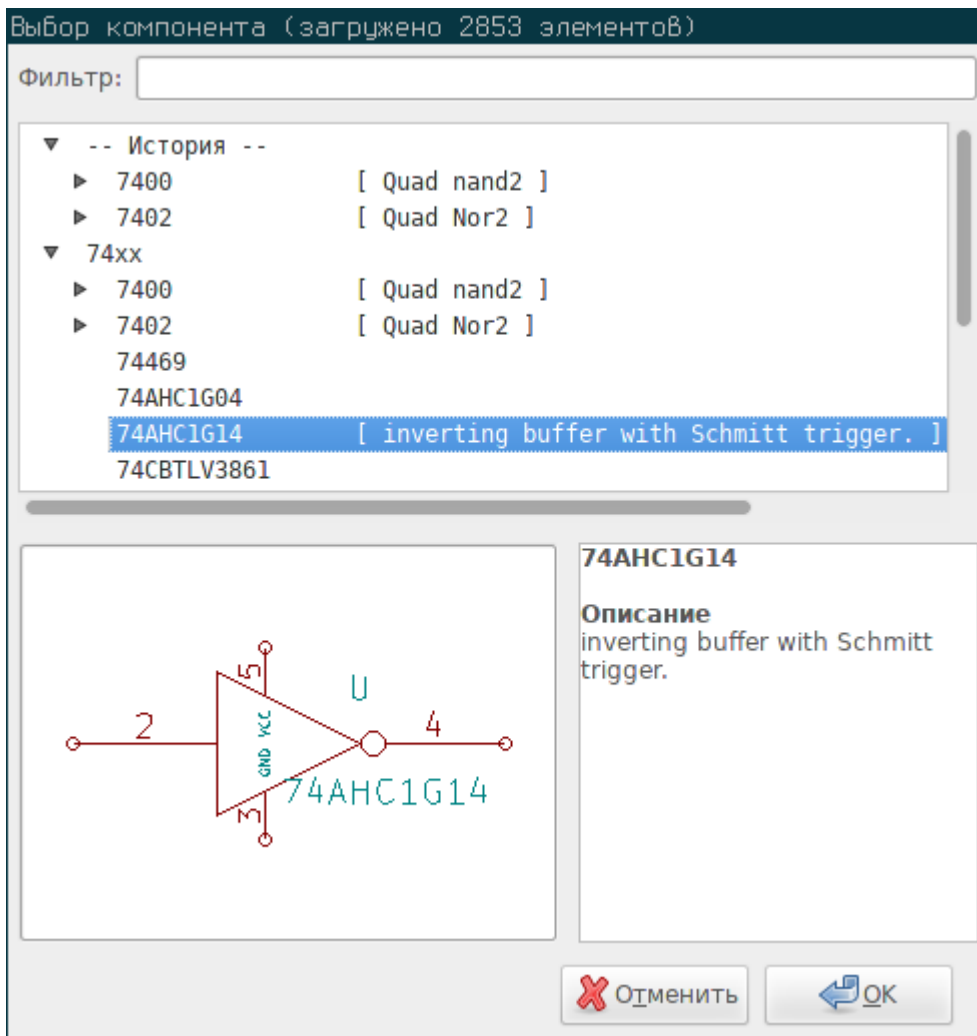 Выбор компонента (загружено 2853 элементов)
Фильтр:
-- История --
7400 [ Quad nand2 ]
7402 [ Quad Nor2 ]
74xx
7400 [ Quad nand2 ]
7402 [ Quad Nor2 ]
74469
74AHC1G04
74AHC1G14 [ inverting buffer with Schmitt trigger. ]
74CBTLV3861
5
U
2
GND VCC
4
74AHC1G14
3
74AHC1G14
Описание
inverting buffer with Schmitt
trigger.
Отменить
OK